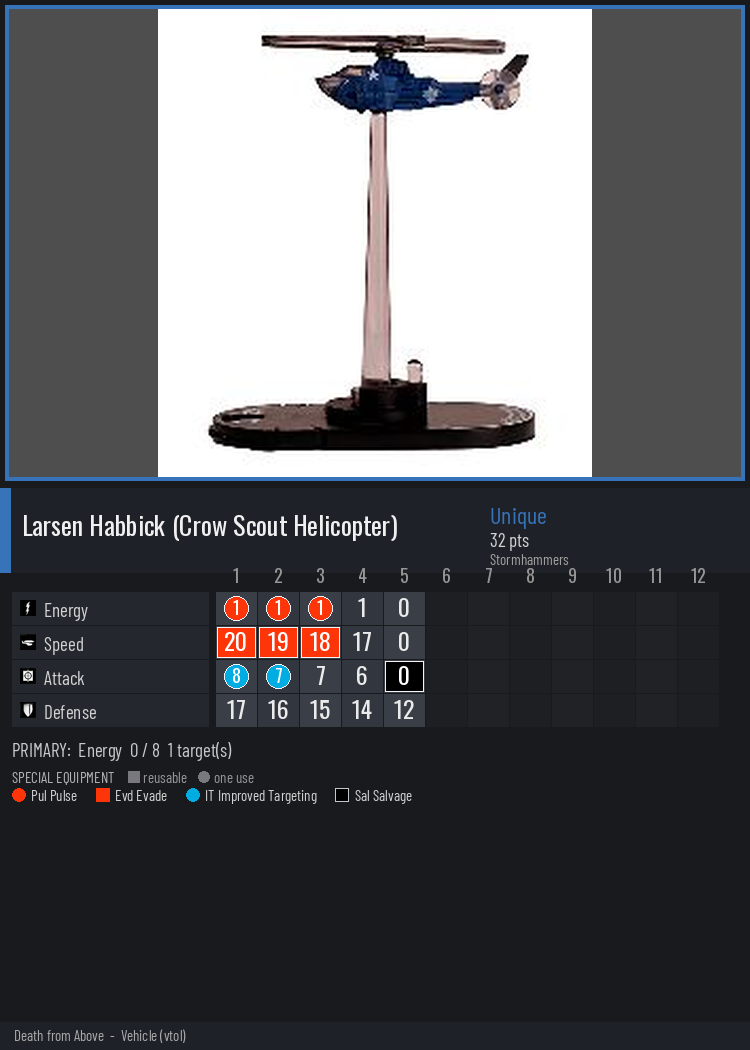 Larsen Habbick (Crow Scout Helicopter)
Unique
32 pts
Stormhammers
1 2 3 4 5 6 7 8 9 10 11 12
Energy 1 1 1 1 0
Speed 20 19 18 17 0
Attack 8 7 7 6 0
Defense 17 16 15 14 12
PRIMARY: Energy 0 / 8 1 target(s)
SPECIAL EQUIPMENT reusable one use
Pul Pulse Evd Evade IT Improved Targeting Sal Salvage
Death from Above - Vehicle (vtol)